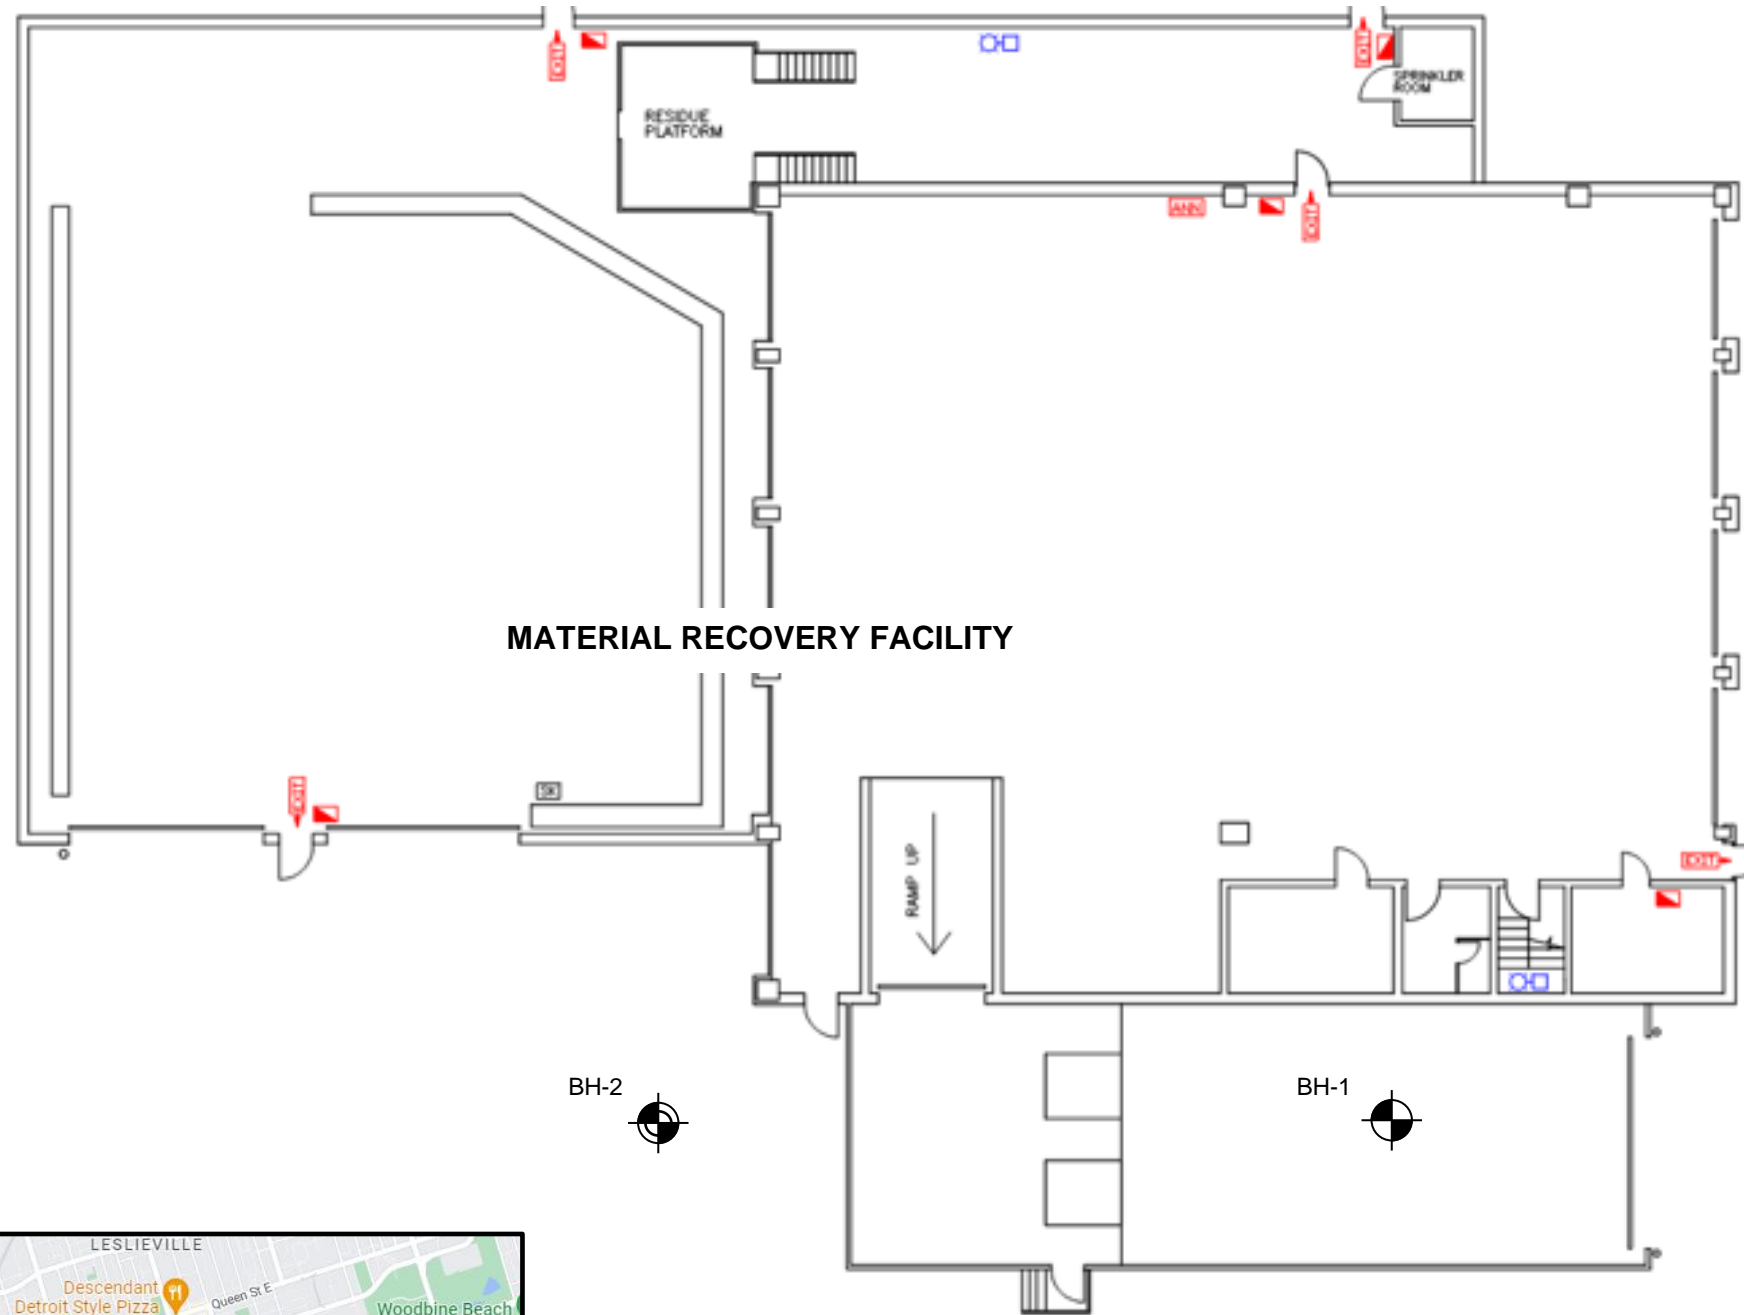 EXIT
EXIT
SPRINKLER
ROOM
RESIDUE
PLATFORM
ANN
EXIT
MATERIAL RECOVERY FACILITY
EXIT
RAMP UP
EXIT
BH-2
BH-1
LESLIEVILLE
Descendant
Detroit Style Pizza
Queen St E
Woodbine Beach